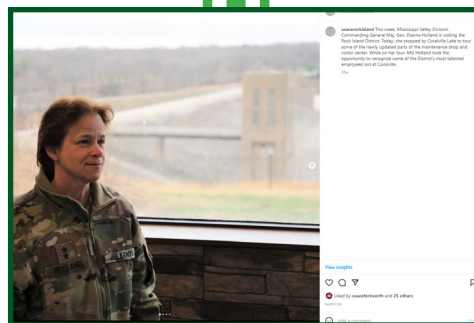 usacerockisland This week, Mississippi Valley Division
Commanding General Maj. Gen. Dianna Holland is visiting the
Rock Island District. Today, she stopped by Coralville Lake to tour
some of the newly updated parts of the maintenance shop and
visitor center. While on her tour, MG Holland took the
opportunity to recognize some of the District's most talented
employees out at Coralville.
View insights
Liked by usacefortworth and 25 others
Add a comment...